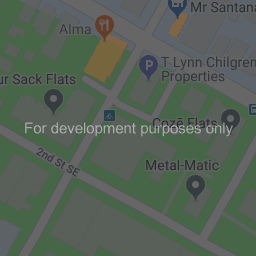 Mr Santana
Alma
T Lynn Chilgren
Properties
ur Sack Flats
For development purposes only
Cozē Flats
2nd St SE
Metal-Matic